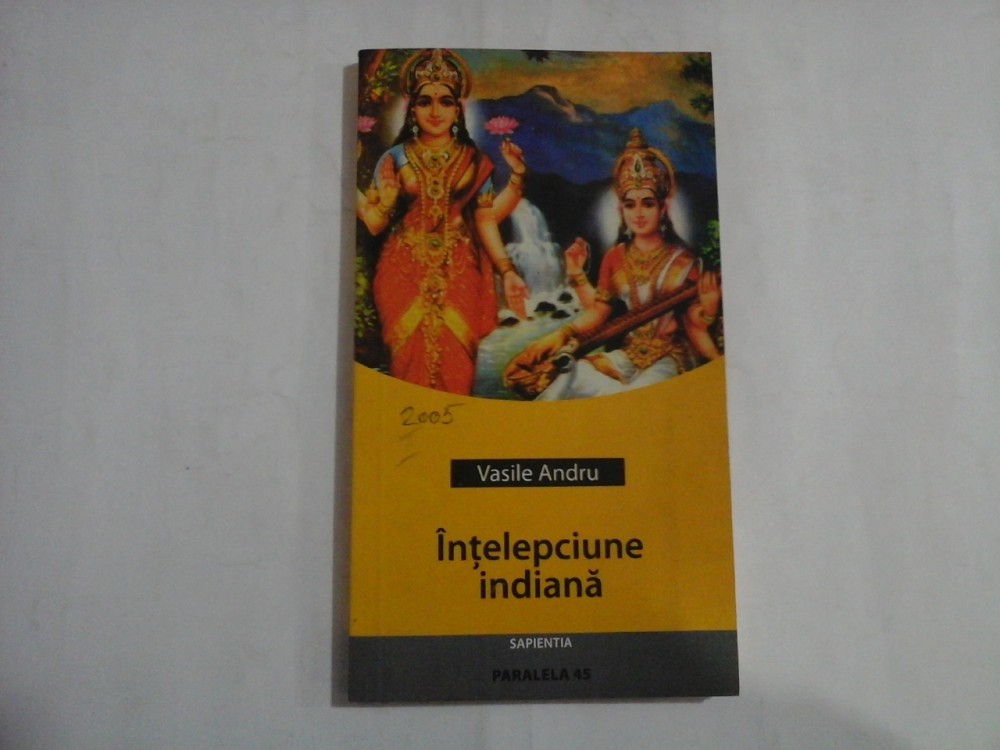 2005
Vasile Andru
Înțelepciune
indiană
SAPIENTIA
PARALELA 45